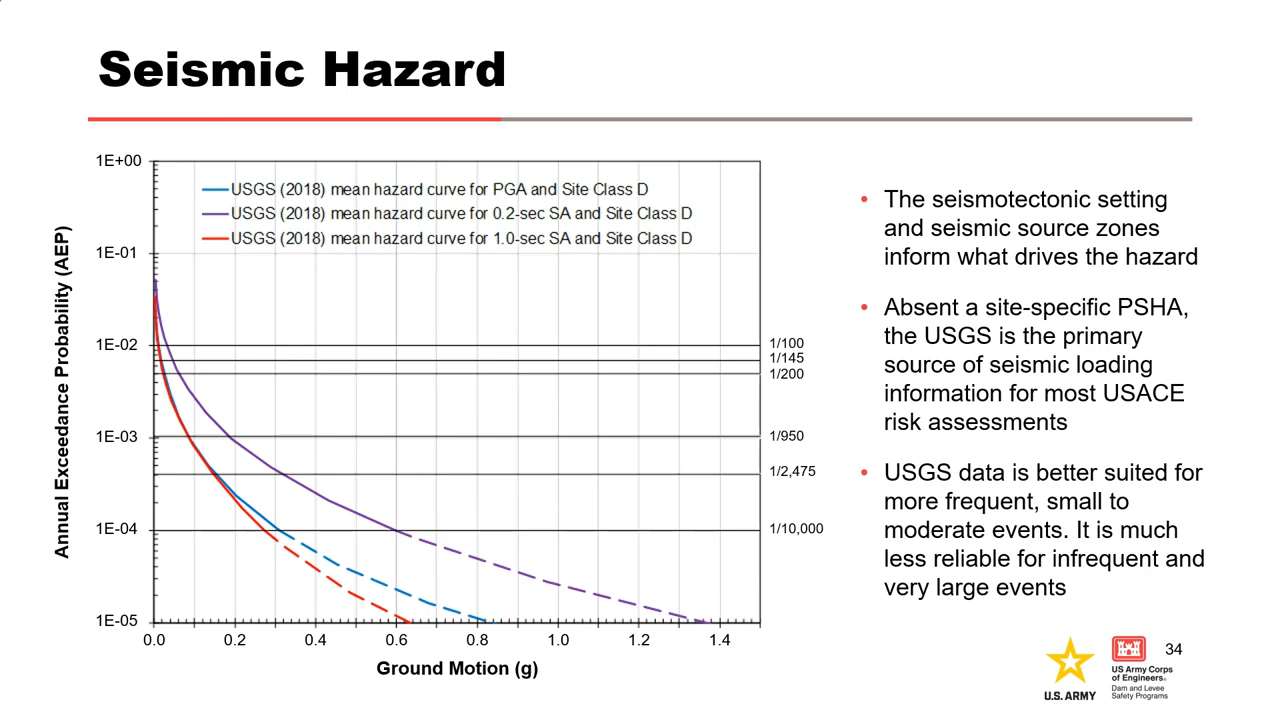 Seismic Hazard
1E+00
1E-01
1E-02
1E-03
1E-04
1E-05
Annual Exceedance Probability (AEP)
USGS (2018) mean hazard curve for PGA and Site Class D
USGS (2018) mean hazard curve for 0.2-sec SA and Site Class D
USGS (2018) mean hazard curve for 1.0-sec SA and Site Class D
1/100
1/145
1/200
1/950
1/2,475
1/10,000
0.0 0.2 0.4 0.6 0.8 1.0 1.2 1.4
Ground Motion (g)
• The seismotectonic setting
and seismic source zones
inform what drives the hazard
• Absent a site-specific PSHA,
the USGS is the primary
source of seismic loading
information for most USACE
risk assessments
• USGS data is better suited for
more frequent, small to
moderate events. It is much
less reliable for infrequent and
very large events
34
U.S. ARMY
US Army Corps
of Engineers®
Dam and Levee
Safety Programs